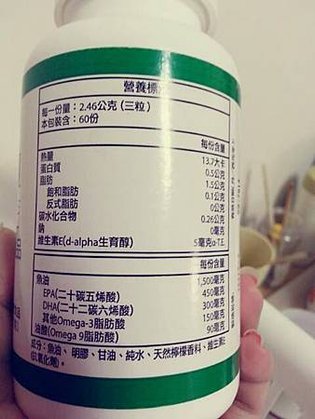 營養標
每一份量：2.46公克 (三粒)
本包裝含：60份
每份含量
熱量 13.7大卡
蛋白質 0.5公克
脂肪 1.5公克
飽和脂肪 0.1公克
反式脂肪 0公克
碳水化合物 0.26公克
鈉 0毫克
維生素E(d-alpha生育醇) 5毫克α-T.E.
每份含量
魚油 1,500毫克
EPA(二十碳五烯酸) 450毫克
DHA(二十二碳六烯酸) 300毫克
其他Omega-3脂肪酸 150毫克
油酸(Omega 9脂肪酸) 90毫克
成分：魚油、明膠、甘油、純水、天然檸檬香料、維生素E
(抗氧化劑)。